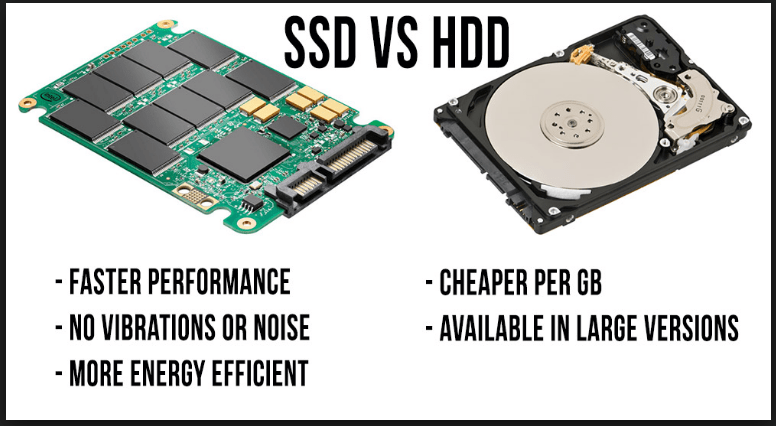 SSD VS HDD
- FASTER PERFORMANCE
- NO VIBRATIONS OR NOISE
- MORE ENERGY EFFICIENT
- CHEAPER PER GB
- AVAILABLE IN LARGE VERSIONS